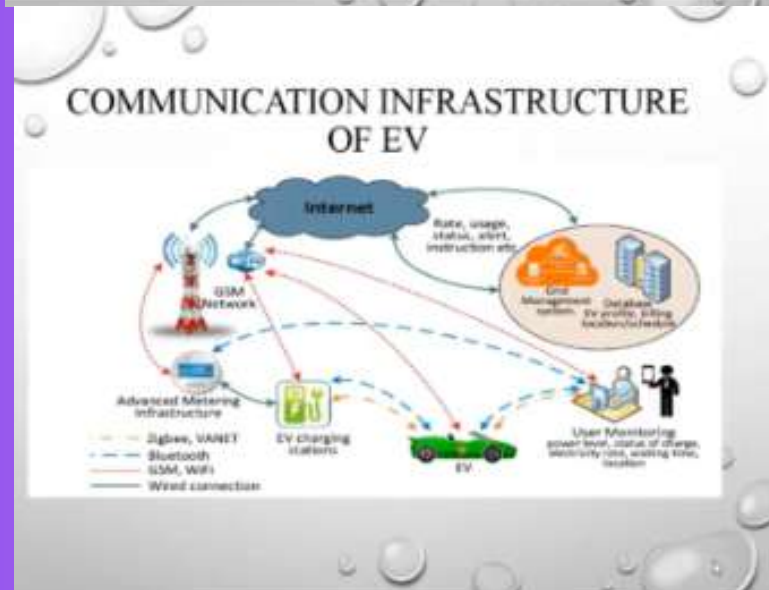 COMMUNICATION INFRASTRUCTURE
OF EV
Internet
Rate, usage,
status, alert,
instruction etc.
GSM
Network
Grid
Management
system
Database
EV profile, billing
location/schedule
Advanced Metering
Infrastructure
EV charging
stations
EV
User Monitoring
power level, status of charge,
electricity rate, waiting time,
location
Zigbee, VANET
Bluetooth
GSM, WiFi
Wired connection